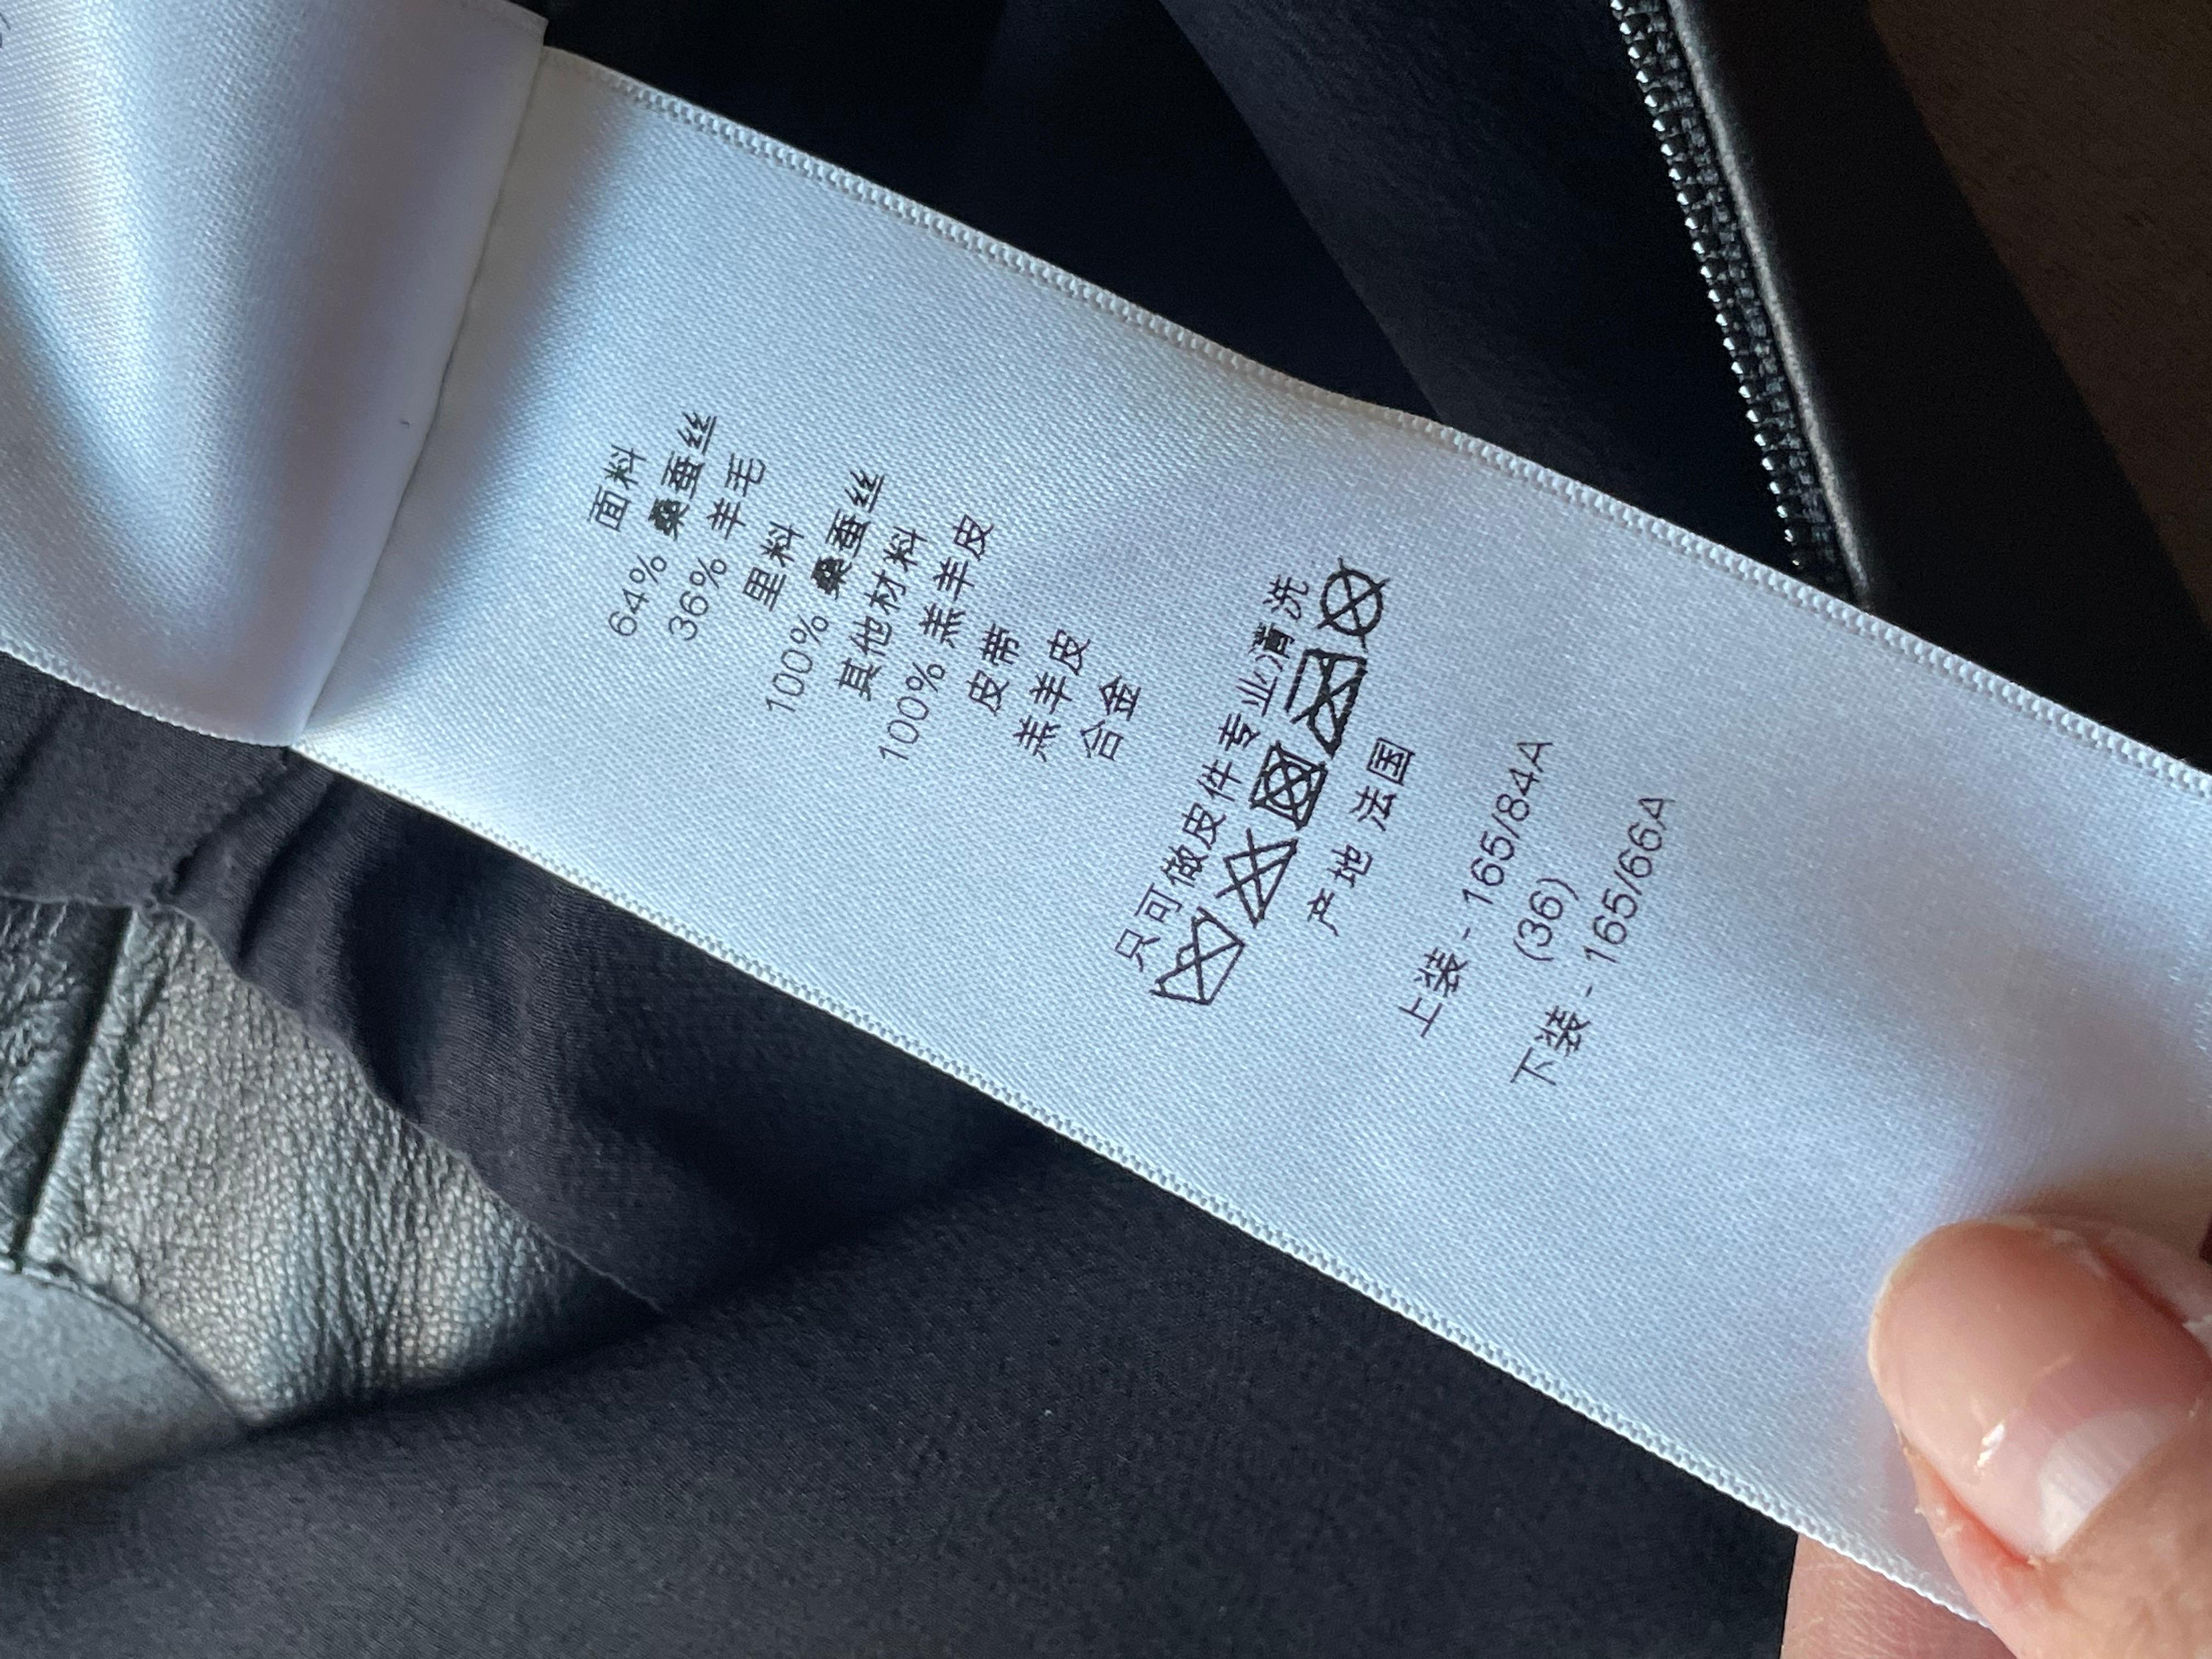 面料
64% 桑蚕丝
36% 羊毛
里料
100% 桑蚕丝
其他材料
100% 羔羊皮
皮带
羔羊皮
合金
只可做皮件专业清洗
产地 法国
上装 - 165/84A
(36)
下装 - 165/66A